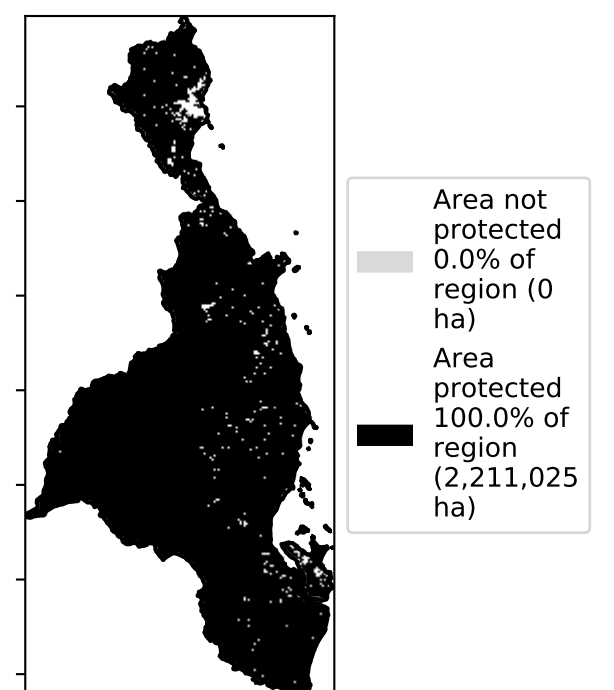 Area not
protected
0.0% of
region (0
ha)
Area
protected
100.0% of
region
(2,211,025
ha)